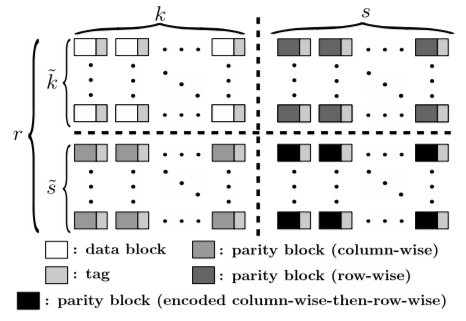 k s
k̃
r
s̃
: data block : parity block (column-wise)
: tag : parity block (row-wise)
: parity block (encoded column-wise-then-row-wise)